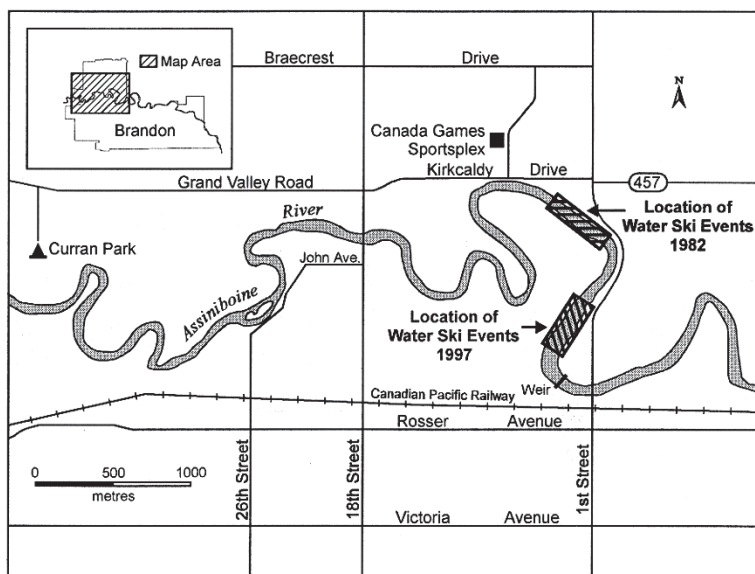 Braecrest Drive
Map Area
Brandon
N
Canada Games
Sportsplex
Kirkcaldy Drive
Grand Valley Road
457
River
Location of
Water Ski Events
1982
Curran Park
John Ave.
Assiniboine
Location of
Water Ski Events
1997
Weir
Canadian Pacific Railway
Rosser Avenue
0 500 1000
metres
26th Street
18th Street
1st Street
Victoria Avenue